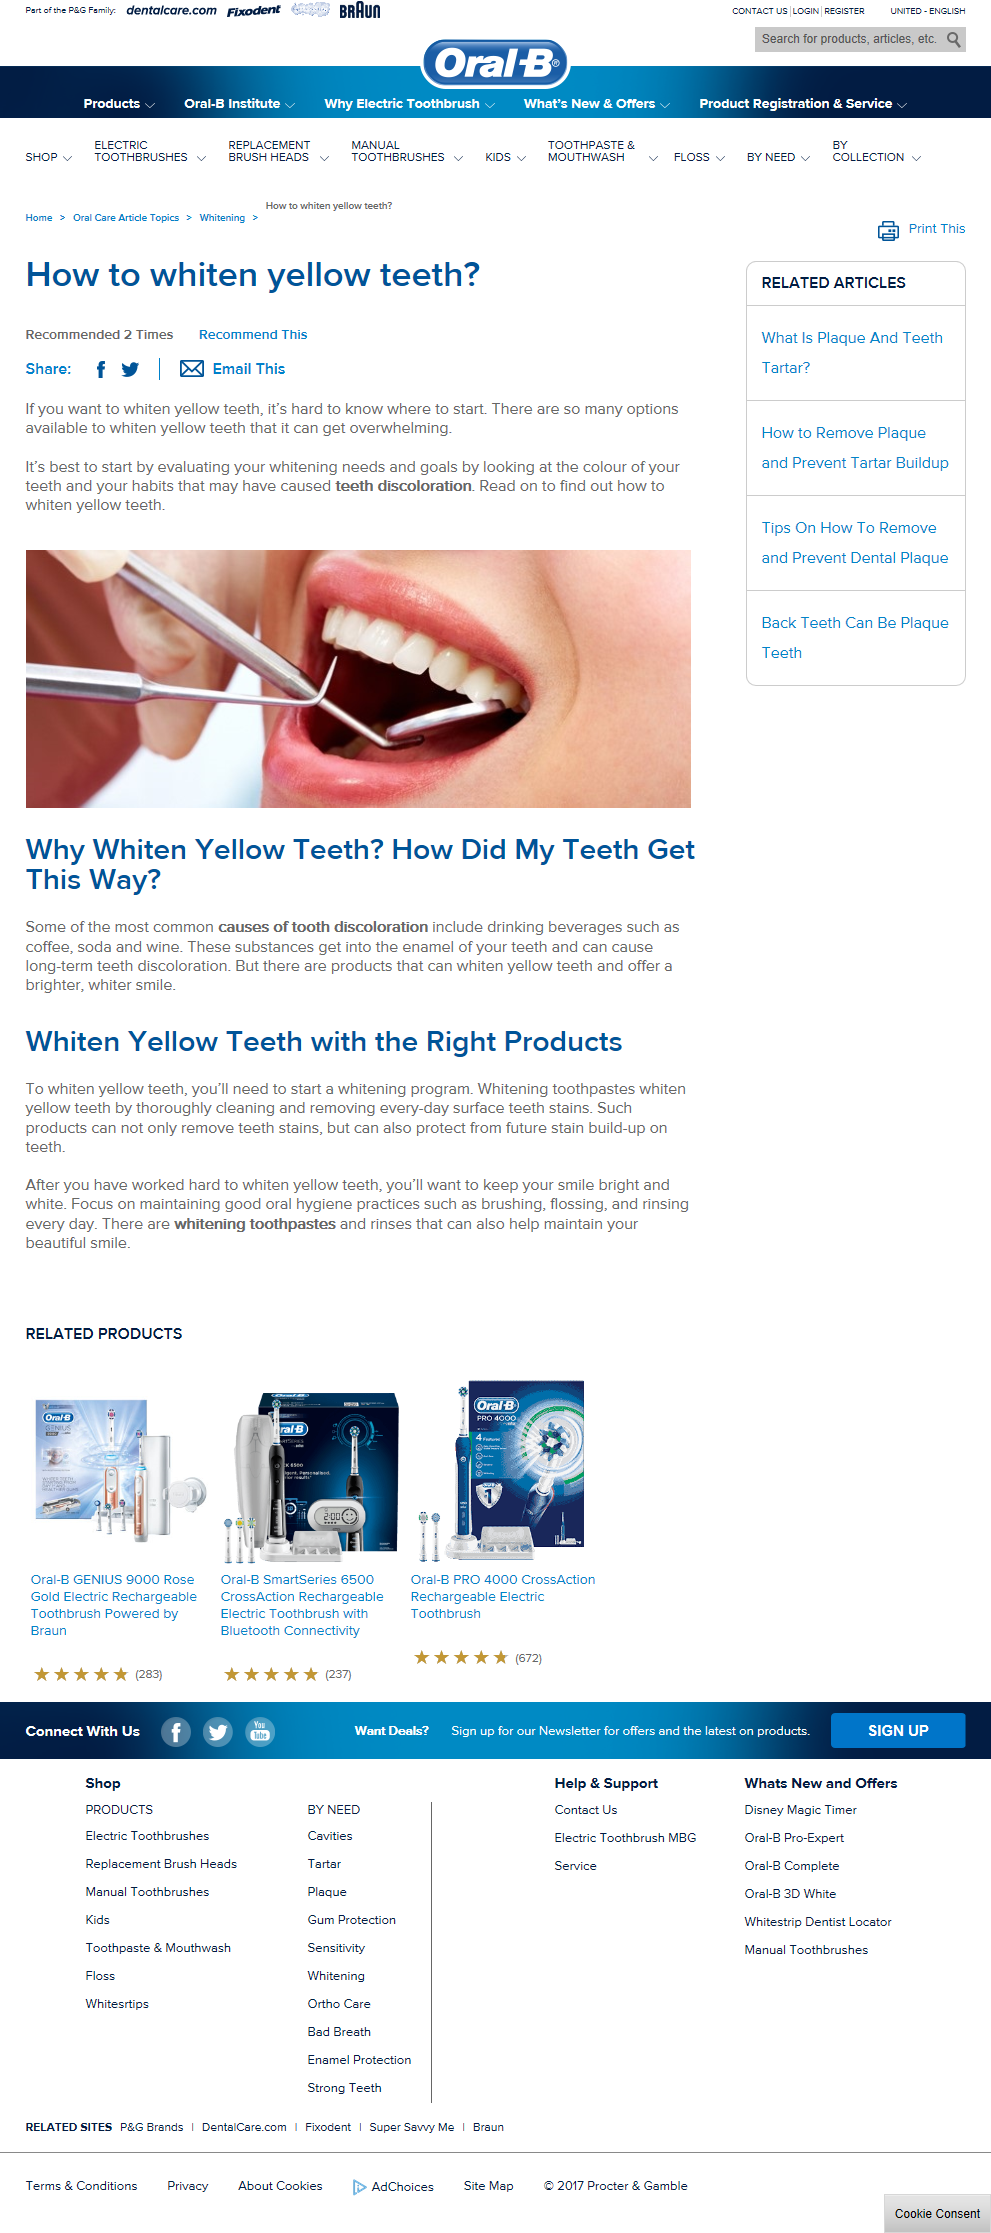 Part of the P&G Family: dentalcare.com Fixodent BRAUN
CONTACT US | LOGIN | REGISTER UNITED - ENGLISH
Search for products, articles, etc.
Oral-B®
Products Oral-B Institute Why Electric Toothbrush What's New & Offers Product Registration & Service
SHOP ELECTRIC TOOTHBRUSHES REPLACEMENT BRUSH HEADS MANUAL TOOTHBRUSHES KIDS TOOTHPASTE & MOUTHWASH FLOSS BY NEED BY COLLECTION
Home > Oral Care Article Topics > Whitening > How to whiten yellow teeth?
Print This
How to whiten yellow teeth?
Recommended 2 Times Recommend This
Share: Email This
If you want to whiten yellow teeth, it's hard to know where to start. There are so many options
available to whiten yellow teeth that it can get overwhelming.
It's best to start by evaluating your whitening needs and goals by looking at the colour of your
teeth and your habits that may have caused teeth discoloration. Read on to find out how to
whiten yellow teeth.
RELATED ARTICLES
What Is Plaque And Teeth
Tartar?
How to Remove Plaque
and Prevent Tartar Buildup
Tips On How To Remove
and Prevent Dental Plaque
Back Teeth Can Be Plaque
Teeth
Why Whiten Yellow Teeth? How Did My Teeth Get
This Way?
Some of the most common causes of tooth discoloration include drinking beverages such as
coffee, soda and wine. These substances get into the enamel of your teeth and can cause
long-term teeth discoloration. But there are products that can whiten yellow teeth and offer a
brighter, whiter smile.
Whiten Yellow Teeth with the Right Products
To whiten yellow teeth, you'll need to start a whitening program. Whitening toothpastes whiten
yellow teeth by thoroughly cleaning and removing every-day surface teeth stains. Such
products can not only remove teeth stains, but can also protect from future stain build-up on
teeth.
After you have worked hard to whiten yellow teeth, you'll want to keep your smile bright and
white. Focus on maintaining good oral hygiene practices such as brushing, flossing, and rinsing
every day. There are whitening toothpastes and rinses that can also help maintain your
beautiful smile.
RELATED PRODUCTS
Oral-B
GENIUS
Oral-B
2:00
Oral-B
PRO 4000
4 Features
1
Oral-B GENIUS 9000 Rose
Gold Electric Rechargeable
Toothbrush Powered by
Braun
(283)
Oral-B SmartSeries 6500
CrossAction Rechargeable
Electric Toothbrush with
Bluetooth Connectivity
(237)
Oral-B PRO 4000 CrossAction
Rechargeable Electric
Toothbrush
(672)
Connect With Us You Tube Want Deals? Sign up for our Newsletter for offers and the latest on products. SIGN UP
Shop
PRODUCTS
Electric Toothbrushes
Replacement Brush Heads
Manual Toothbrushes
Kids
Toothpaste & Mouthwash
Floss
Whitesrtips
BY NEED
Cavities
Tartar
Plaque
Gum Protection
Sensitivity
Whitening
Ortho Care
Bad Breath
Enamel Protection
Strong Teeth
Help & Support
Contact Us
Electric Toothbrush MBG
Service
Whats New and Offers
Disney Magic Timer
Oral-B Pro-Expert
Oral-B Complete
Oral-B 3D White
Whitestrip Dentist Locator
Manual Toothbrushes
RELATED SITES P&G Brands | DentalCare.com | Fixodent | Super Savvy Me | Braun
Terms & Conditions Privacy About Cookies AdChoices Site Map © 2017 Procter & Gamble
Cookie Consent